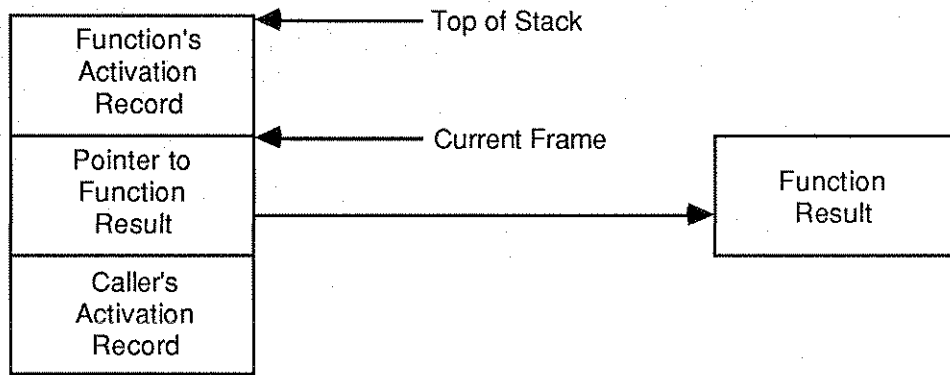 Function's
Activation
Record
Top of Stack
Current Frame
Pointer to
Function
Result
Function
Result
Caller's
Activation
Record